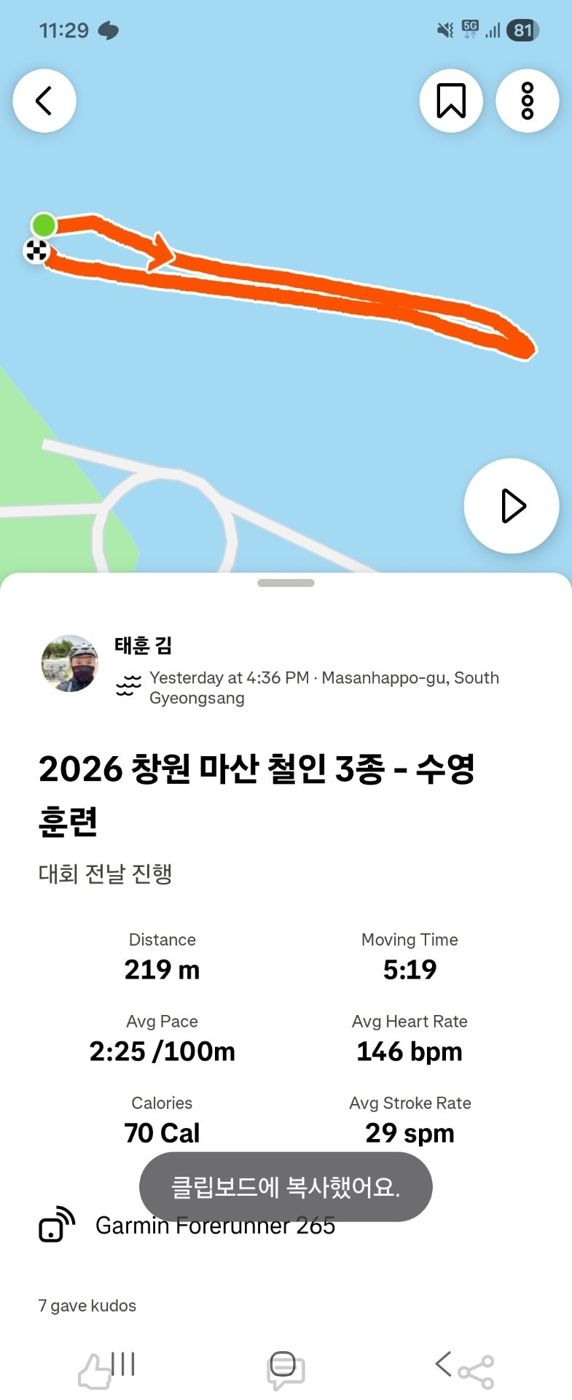 11:29
5G
81
태훈 김
Yesterday at 4:36 PM · Masanhappo-gu, South
Gyeongsang
2026 창원 마산 철인 3종 - 수영
훈련
대회 전날 진행
Distance
219 m
Moving Time
5:19
Avg Pace
2:25 /100m
Avg Heart Rate
146 bpm
Calories
70 Cal
Avg Stroke Rate
29 spm
클립보드에 복사했어요.
Garmin Forerunner 265
7 gave kudos